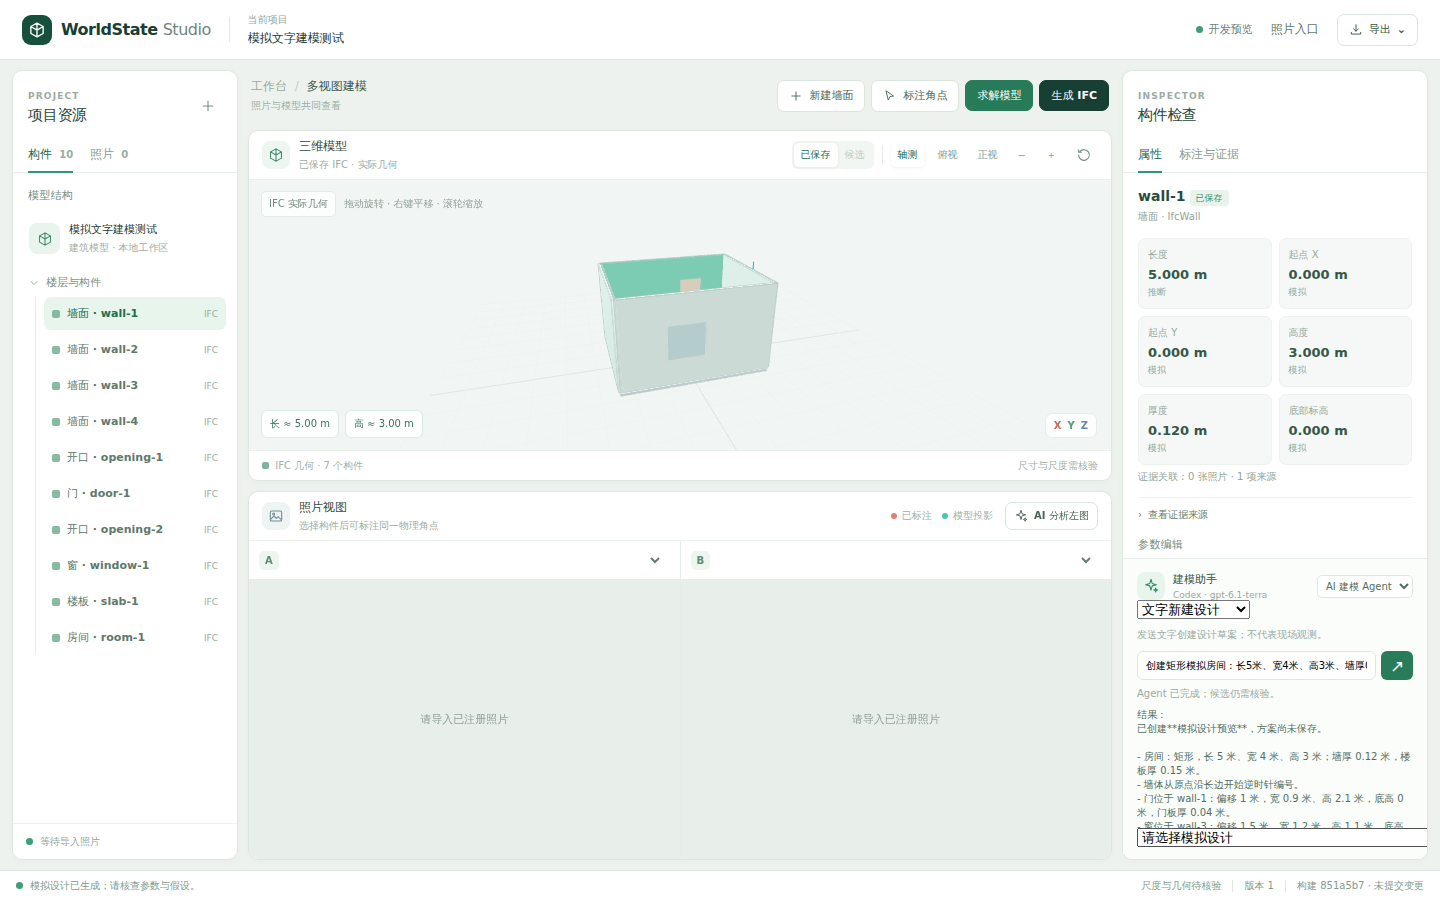 WorldState Studio
当前项目
模拟文字建模测试
开发预览
照片入口
导出
PROJECT
项目资源
构件 10
照片 0
模型结构
模拟文字建模测试
建筑模型 · 本地工作区
楼层与构件
墙面 · wall-1 IFC
墙面 · wall-2 IFC
墙面 · wall-3 IFC
墙面 · wall-4 IFC
开口 · opening-1 IFC
门 · door-1 IFC
开口 · opening-2 IFC
窗 · window-1 IFC
楼板 · slab-1 IFC
房间 · room-1 IFC
等待导入照片
工作台 / 多视图建模
照片与模型共同查看
新建墙面
标注角点
求解模型
生成 IFC
三维模型
已保存 IFC · 实际几何
已保存 候选
轴测 俯视 正视 − +
IFC 实际几何
拖动旋转 · 右键平移 · 滚轮缩放
长 ≈ 5.00 m
高 ≈ 3.00 m
X Y Z
IFC 几何 · 7 个构件
尺寸与尺度需核验
照片视图
选择构件后可标注同一物理角点
已标注
模型投影
AI 分析左图
A
B
请导入已注册照片
请导入已注册照片
INSPECTOR
构件检查
属性
标注与证据
wall-1 已保存
墙面 · IfcWall
长度
5.000 m
推断
起点 X
0.000 m
模拟
起点 Y
0.000 m
模拟
高度
3.000 m
模拟
厚度
0.120 m
模拟
底部标高
0.000 m
模拟
证据关联：0 张照片 · 1 项来源
› 查看证据来源
参数编辑
建模助手
Codex · gpt-6.1-terra
AI 建模 Agent
文字新建设计
发送文字创建设计草案；不代表现场观测。
创建矩形模拟房间：长5米、宽4米、高3米、墙厚
↗
Agent 已完成；候选仍需核验。
结果：
已创建**模拟设计预览**，方案尚未保存。
- 房间：矩形，长 5 米、宽 4 米、高 3 米；墙厚 0.12 米，楼
板厚 0.15 米。
- 墙体从原点沿长边开始逆时针编号。
- 门位于 wall-1：偏移 1 米，宽 0.9 米、高 2.1 米，底高 0
米，门板厚 0.04 米。
- 窗位于 wall-3：偏移 1.5 米，宽 1.2 米，高 1.1 米，底高
请选择模拟设计
模拟设计已生成；请核查参数与假设。
尺度与几何待核验
版本 1
构建 851a5b7 · 未提交变更